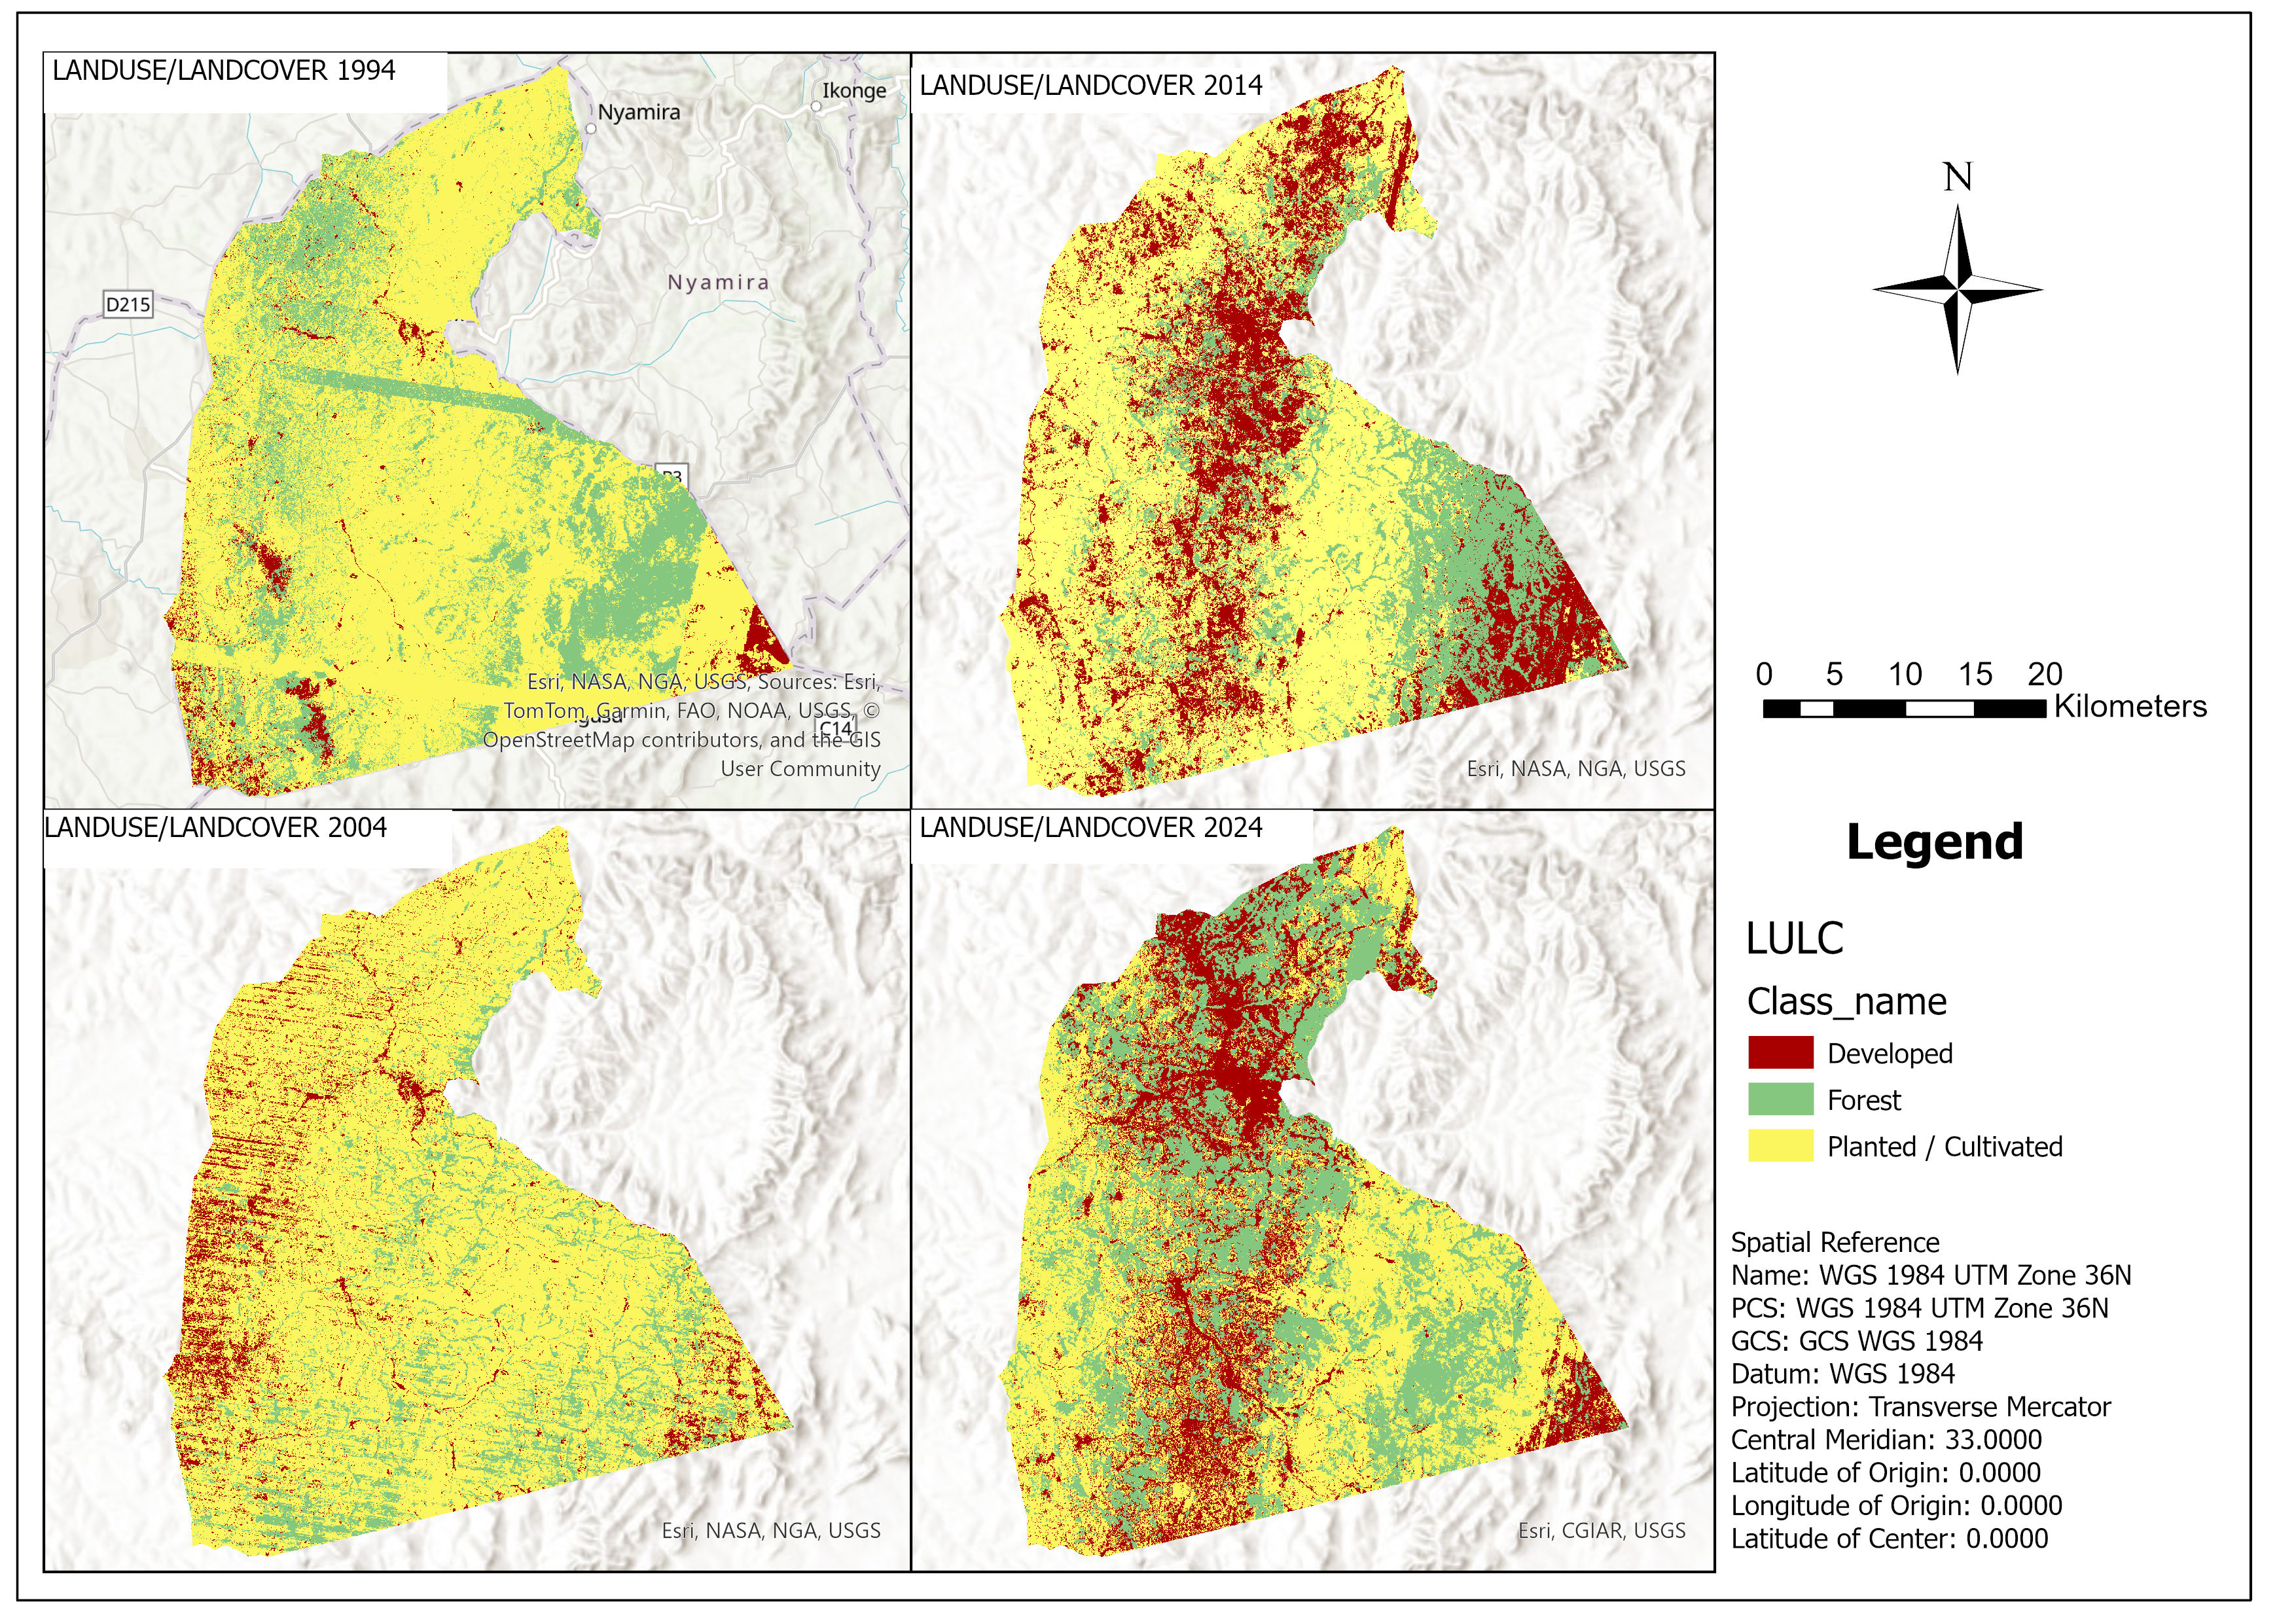 LANDUSE/LANDCOVER 1994
Nyamira
Ikonge
Nyamira
D215
Esri, NASA, NGA, USGS, Sources: Esri,
TomTom, Garmin, FAO, NOAA, USGS, ©
OpenStreetMap contributors, and the GIS
User Community
C14
LANDUSE/LANDCOVER 2014
Esri, NASA, NGA, USGS
LANDUSE/LANDCOVER 2004
Esri, NASA, NGA, USGS
LANDUSE/LANDCOVER 2024
Esri, CGIAR, USGS
N
0 5 10 15 20
Kilometers
Legend
LULC
Class_name
Developed
Forest
Planted / Cultivated
Spatial Reference
Name: WGS 1984 UTM Zone 36N
PCS: WGS 1984 UTM Zone 36N
GCS: GCS WGS 1984
Datum: WGS 1984
Projection: Transverse Mercator
Central Meridian: 33.0000
Latitude of Origin: 0.0000
Longitude of Origin: 0.0000
Latitude of Center: 0.0000